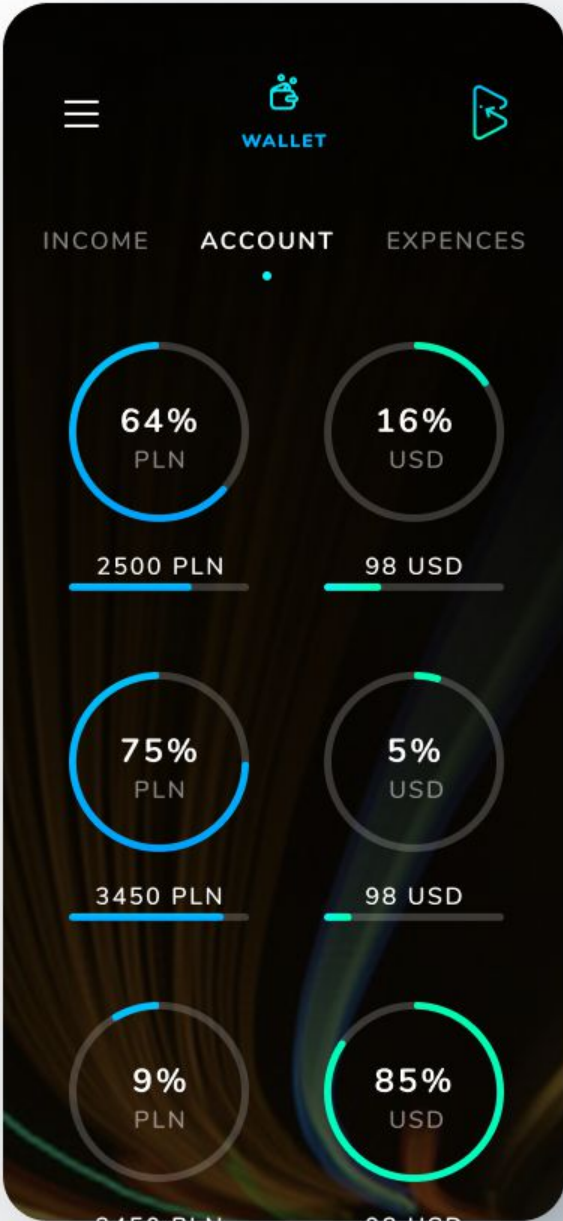 WALLET
INCOME ACCOUNT EXPENCES
64% 16%
PLN USD
2500 PLN 98 USD
75% 5%
PLN USD
3450 PLN 98 USD
9% 85%
PLN USD